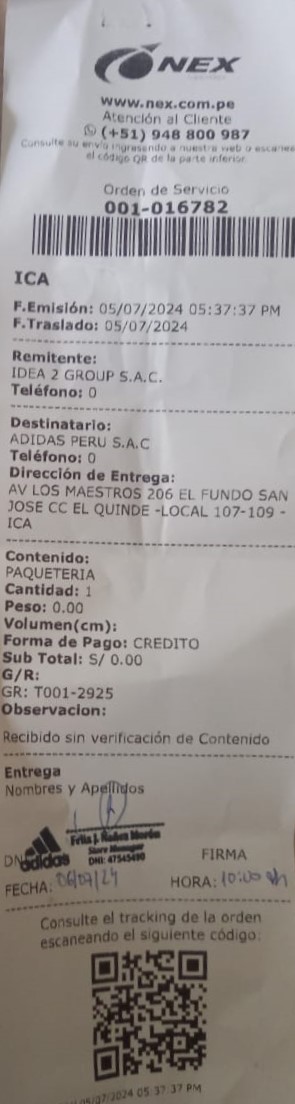 NEX
www.nex.com.pe
Atención al Cliente
(+51) 948 800 987
Consulte su envío ingresando a nuestra web o escanee
el código QR de la parte inferior.
Orden de Servicio
001-016782
ICA
F.Emisión: 05/07/2024 05:37:37 PM
F.Traslado: 05/07/2024
Remitente:
IDEA 2 GROUP S.A.C.
Teléfono: 0
Destinatario:
ADIDAS PERU S.A.C
Teléfono: 0
Dirección de Entrega:
AV LOS MAESTROS 206 EL FUNDO SAN
JOSE CC EL QUINDE -LOCAL 107-109 -
ICA
Contenido:
PAQUETERIA
Cantidad: 1
Peso: 0.00
Volumen(cm):
Forma de Pago: CREDITO
Sub Total: S/ 0.00
G/R:
GR: T001-2925
Observacion:
Recibido sin verificación de Contenido
Entrega
Nombres y Apellidos
Store Manager
DNI: 47545490
adidas
FIRMA
FECHA: 06/07/24 HORA: 10:00
Consulte el tracking de la orden
escaneando el siguiente código:
05/07/2024 05:37:37 PM